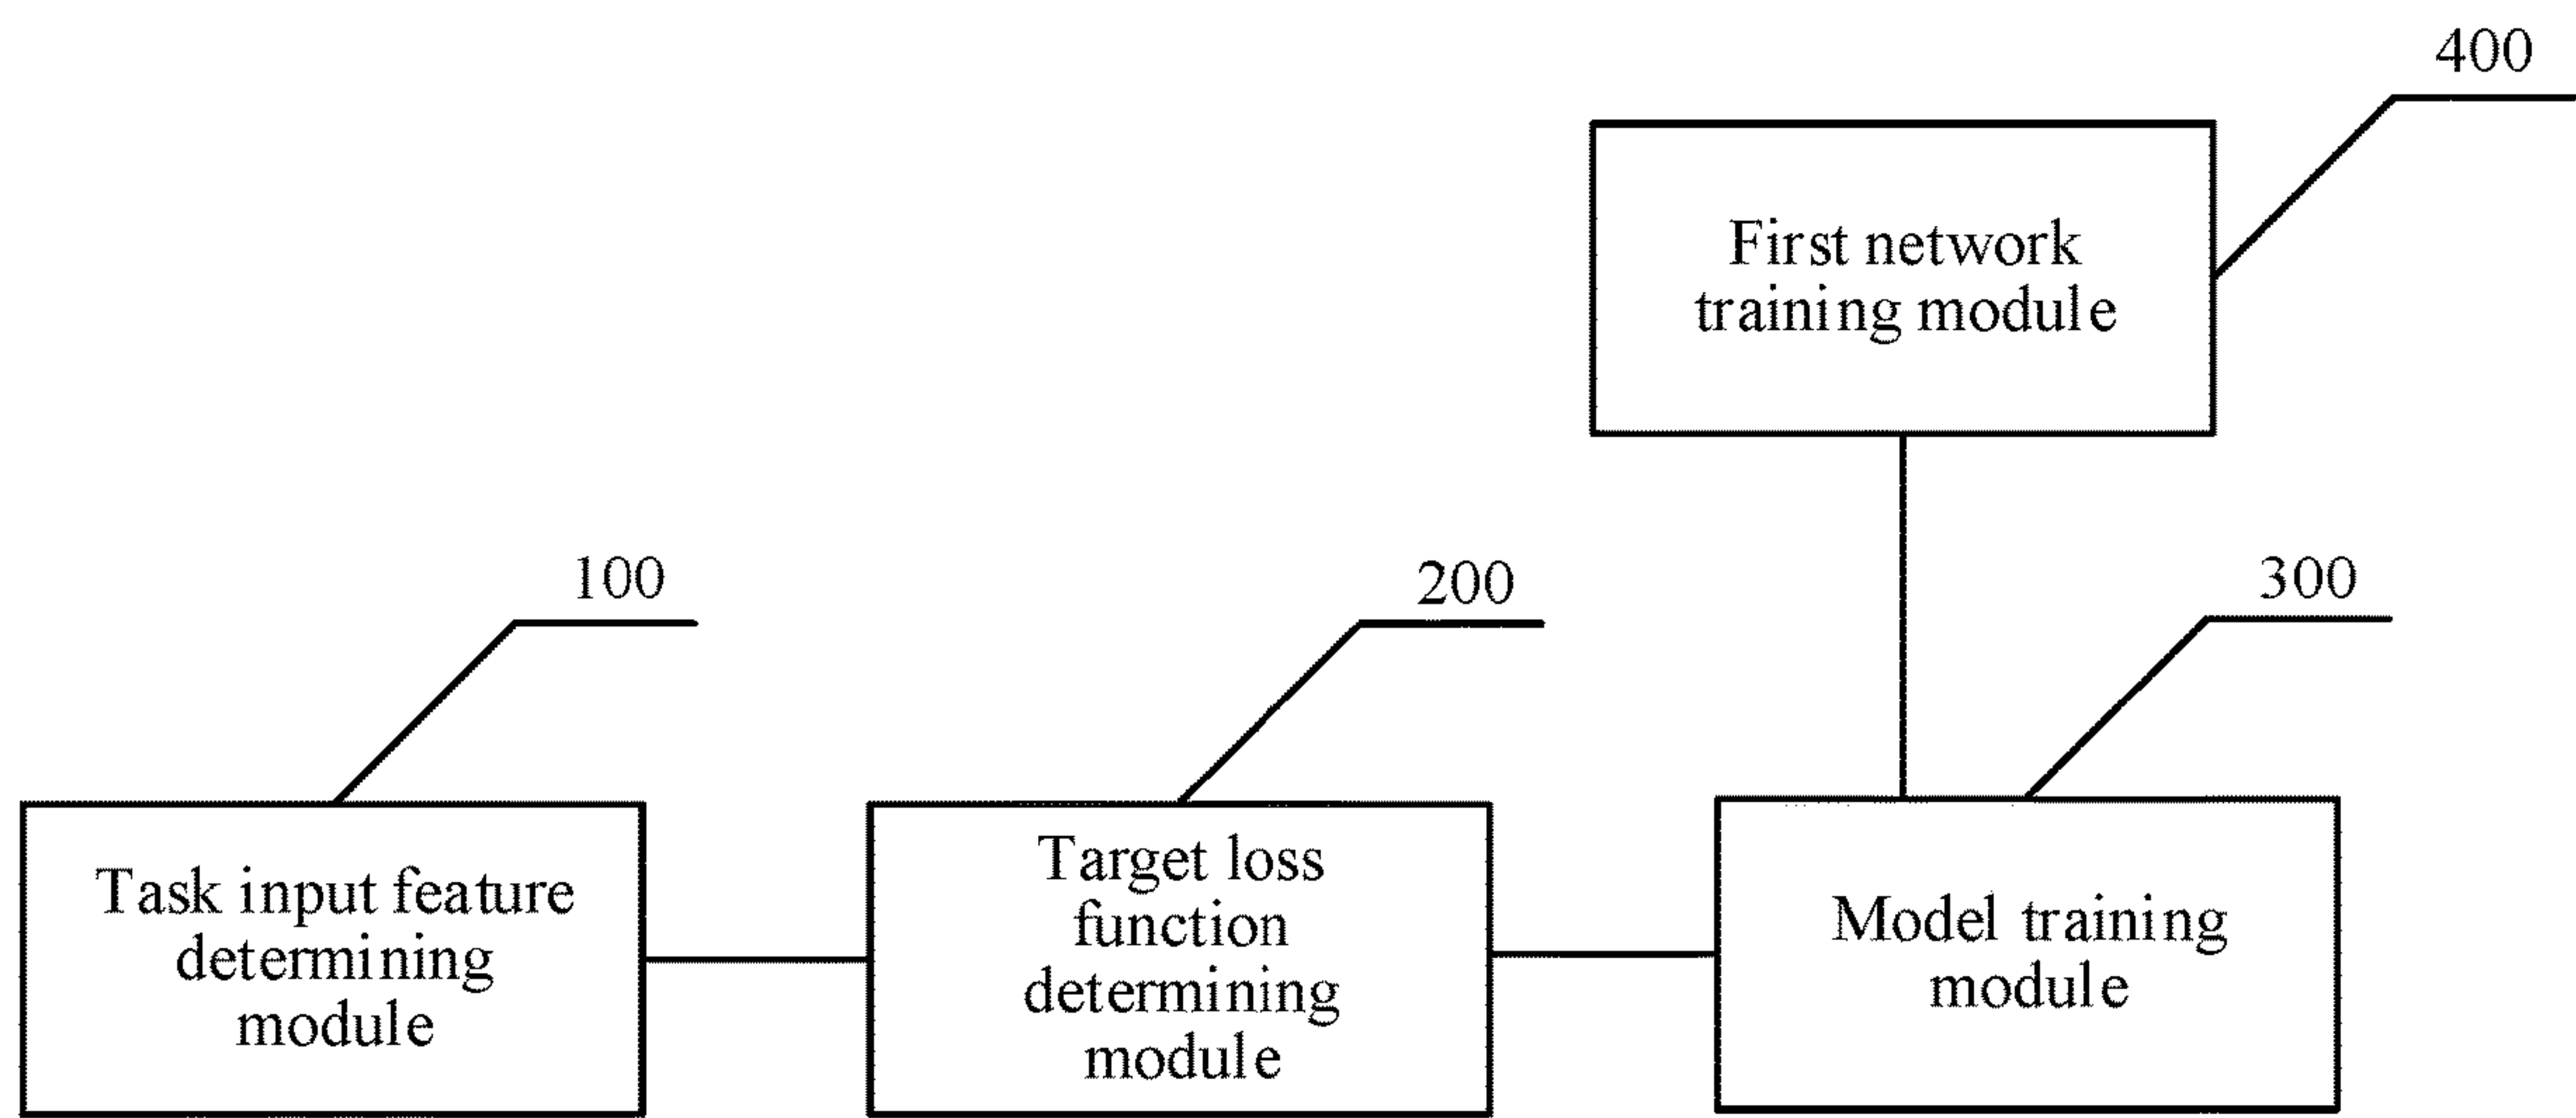 400
First network
training module
100
200
300
Task input feature
determining
module
Target loss
function
determining
module
Model training
module